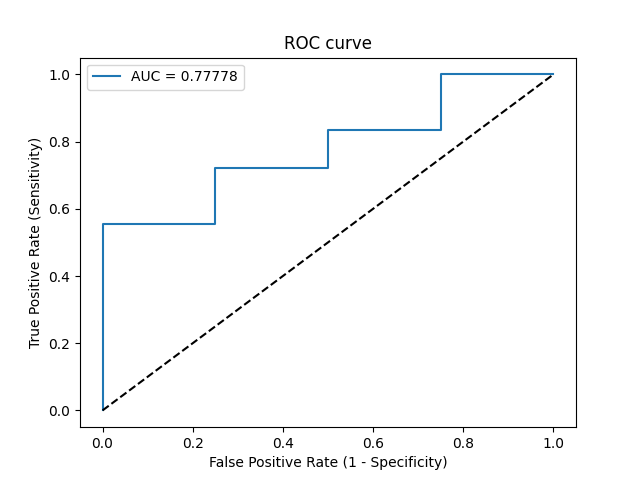 ROC curve
AUC = 0.77778
True Positive Rate (Sensitivity)
1.0
0.8
0.6
0.4
0.2
0.0
0.0 0.2 0.4 0.6 0.8 1.0
False Positive Rate (1 - Specificity)